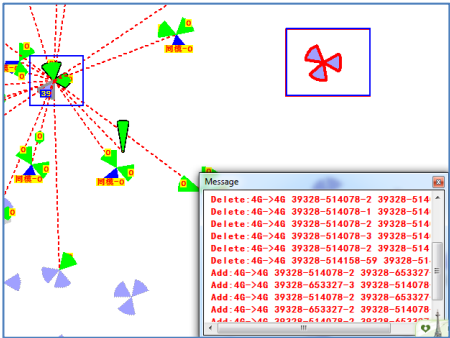 同模-0
39
同模-0
同模-0
Message
Delete:4G->4G 39328-514078-2 39328-514
Delete:4G->4G 39328-514078-1 39328-514
Delete:4G->4G 39328-514078-2 39328-514
Delete:4G->4G 39328-514078-3 39328-514
Delete:4G->4G 39328-514078-2 39328-514
Delete:4G->4G 39328-514158-59 39328-51
Add:4G->4G 39328-514078-2 39328-653327
Add:4G->4G 39328-653327-3 39328-514078
Add:4G->4G 39328-514078-2 39328-653327
Add:4G->4G 39328-653327-2 39328-514078
Add:4G->4G 39328-514078-2 39328-653327